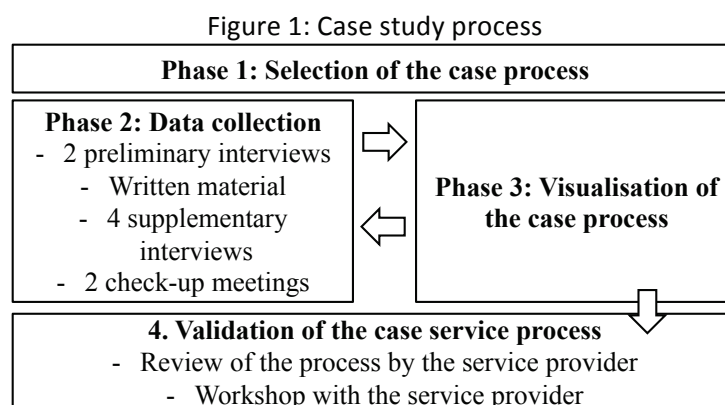 Figure 1: Case study process
Phase 1: Selection of the case process
Phase 2: Data collection
- 2 preliminary interviews
- Written material
- 4 supplementary
interviews
- 2 check-up meetings
Phase 3: Visualisation of
the case process
4. Validation of the case service process
- Review of the process by the service provider
- Workshop with the service provider